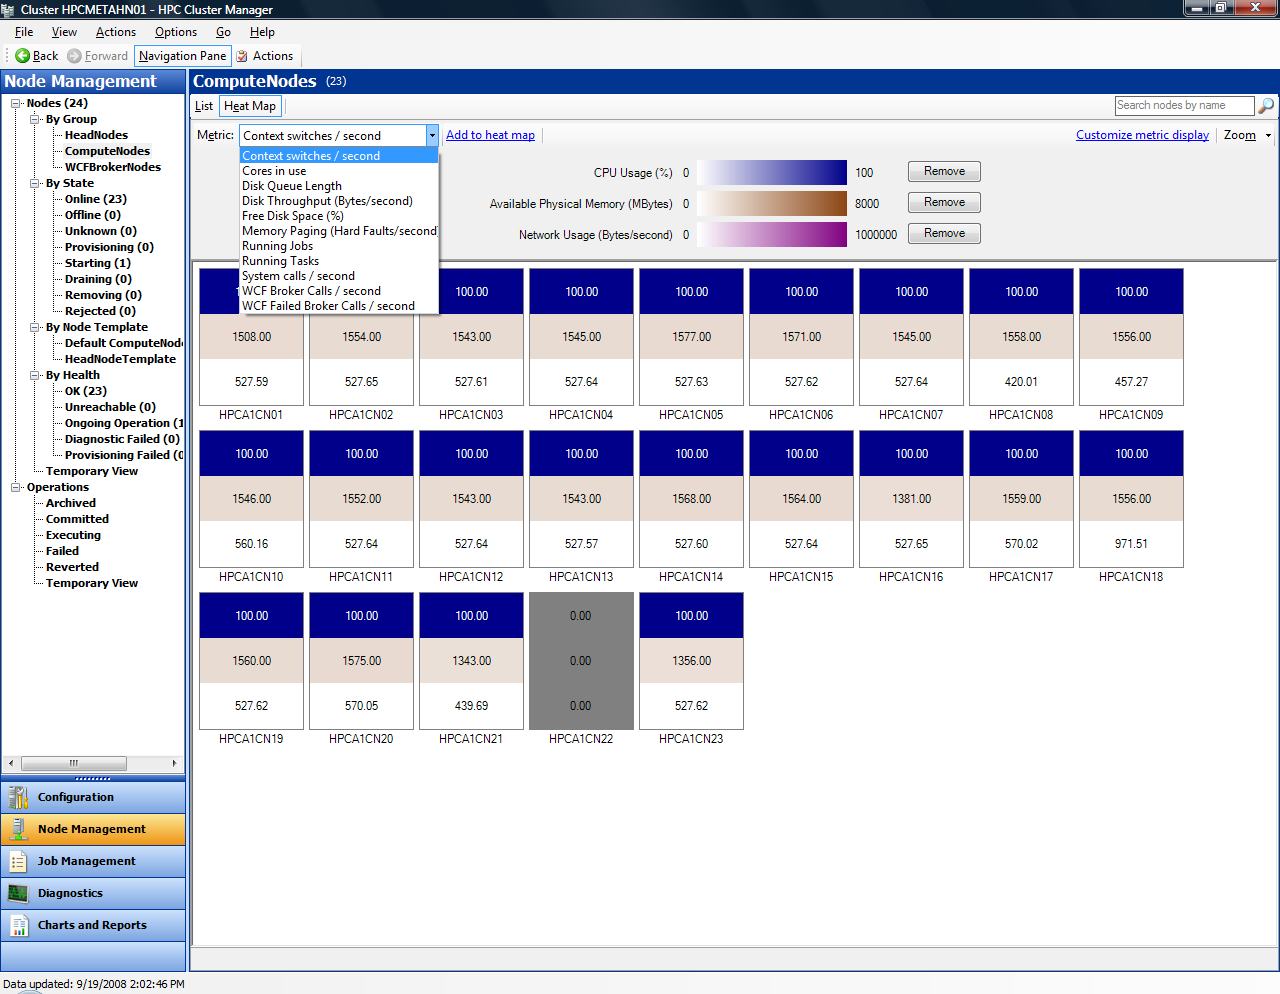 Cluster HPCMETAHN01 - HPC Cluster Manager
File View Actions Options Go Help
Back Forward Navigation Pane Actions
Node Management
Nodes (24)
By Group
HeadNodes
ComputeNodes
WCFBrokerNodes
By State
Online (23)
Offline (0)
Unknown (0)
Provisioning (0)
Starting (1)
Draining (0)
Removing (0)
Rejected (0)
By Node Template
Default ComputeNod
HeadNodeTemplate
By Health
OK (23)
Unreachable (0)
Ongoing Operation (1
Diagnostic Failed (0)
Provisioning Failed (0
Temporary View
Operations
Archived
Committed
Executing
Failed
Reverted
Temporary View
Configuration
Node Management
Job Management
Diagnostics
Charts and Reports
ComputeNodes (23)
List Heat Map Search nodes by name
Metric: Context switches / second Add to heat map Customize metric display Zoom
Context switches / second
Cores in use
Disk Queue Length
Disk Throughput (Bytes/second)
Free Disk Space (%)
Memory Paging (Hard Faults/second)
Running Jobs
Running Tasks
System calls / second
WCF Broker Calls / second
WCF Failed Broker Calls / second
CPU Usage (%) 0 100 Remove
Available Physical Memory (MBytes) 0 8000 Remove
Network Usage (Bytes/second) 0 1000000 Remove
100.00 100.00 100.00 100.00 100.00 100.00 100.00
1508.00 1554.00 1543.00 1545.00 1577.00 1571.00 1545.00 1558.00 1556.00
527.59 527.65 527.61 527.64 527.63 527.62 527.64 420.01 457.27
HPCA1CN01 HPCA1CN02 HPCA1CN03 HPCA1CN04 HPCA1CN05 HPCA1CN06 HPCA1CN07 HPCA1CN08 HPCA1CN09
100.00 100.00 100.00 100.00 100.00 100.00 100.00 100.00 100.00
1546.00 1552.00 1543.00 1543.00 1568.00 1564.00 1381.00 1559.00 1556.00
560.16 527.64 527.64 527.57 527.60 527.64 527.65 570.02 971.51
HPCA1CN10 HPCA1CN11 HPCA1CN12 HPCA1CN13 HPCA1CN14 HPCA1CN15 HPCA1CN16 HPCA1CN17 HPCA1CN18
100.00 100.00 100.00 0.00 100.00
1560.00 1575.00 1343.00 0.00 1356.00
527.62 570.05 439.69 0.00 527.62
HPCA1CN19 HPCA1CN20 HPCA1CN21 HPCA1CN22 HPCA1CN23
Data updated: 9/19/2008 2:02:46 PM